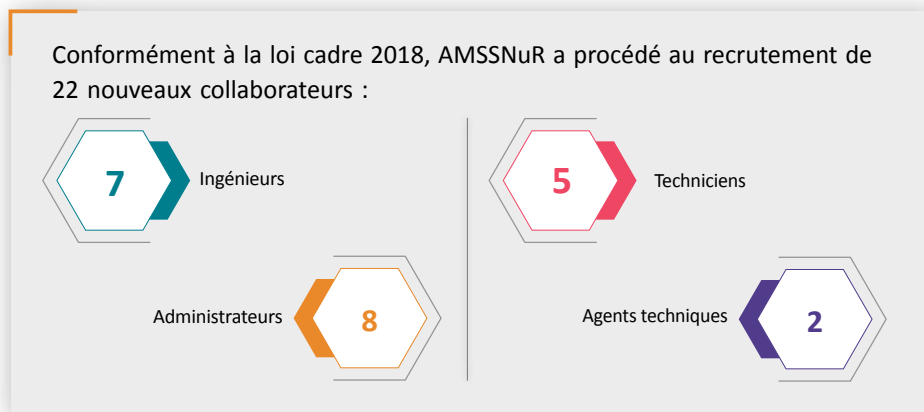 Conformément à la loi cadre 2018, AMSSNuR a procédé au recrutement de
22 nouveaux collaborateurs :
7
Ingénieurs
5
Techniciens
Administrateurs
8
Agents techniques
2